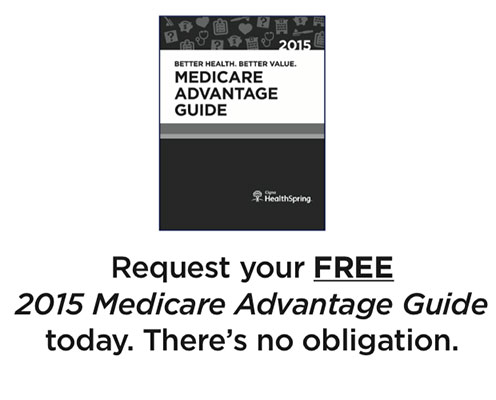 2015
BETTER HEALTH. BETTER VALUE.
MEDICARE
ADVANTAGE
GUIDE
Cigna
HealthSpring
Request your FREE
2015 Medicare Advantage Guide
today. There's no obligation.